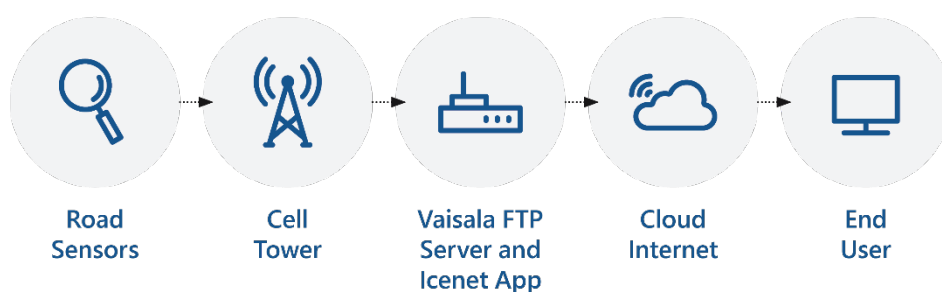 Road
Sensors
Cell
Tower
Vaisala FTP
Server and
Icenet App
Cloud
Internet
End
User